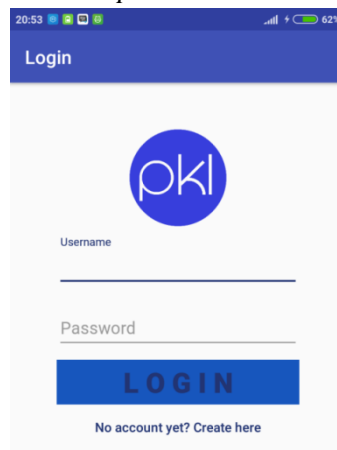 20:53 62%
Login
pkl
Username
Password
LOGIN
No account yet? Create here